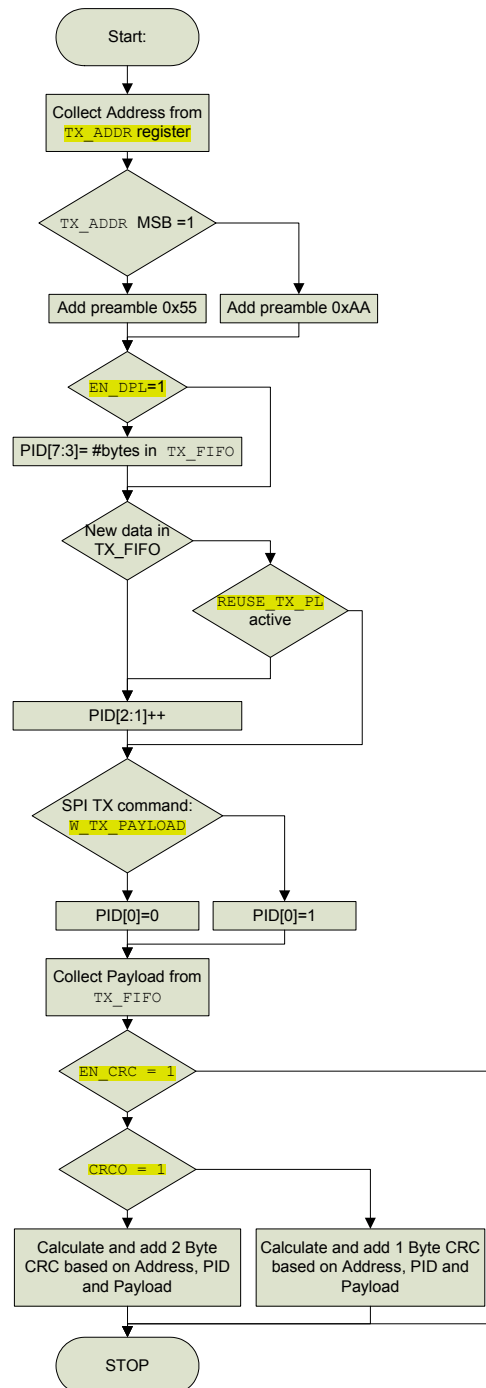 Start:
Collect Address from
TX_ADDR register
TX_ADDR MSB =1
Add preamble 0x55
Add preamble 0xAA
EN_DPL=1
PID[7:3]= #bytes in TX_FIFO
New data in
TX_FIFO
REUSE_TX_PL
active
PID[2:1]++
SPI TX command:
W_TX_PAYLOAD
PID[0]=0
PID[0]=1
Collect Payload from
TX_FIFO
EN_CRC = 1
CRCO = 1
Calculate and add 2 Byte
CRC based on Address, PID
and Payload
Calculate and add 1 Byte CRC
based on Address, PID and
Payload
STOP